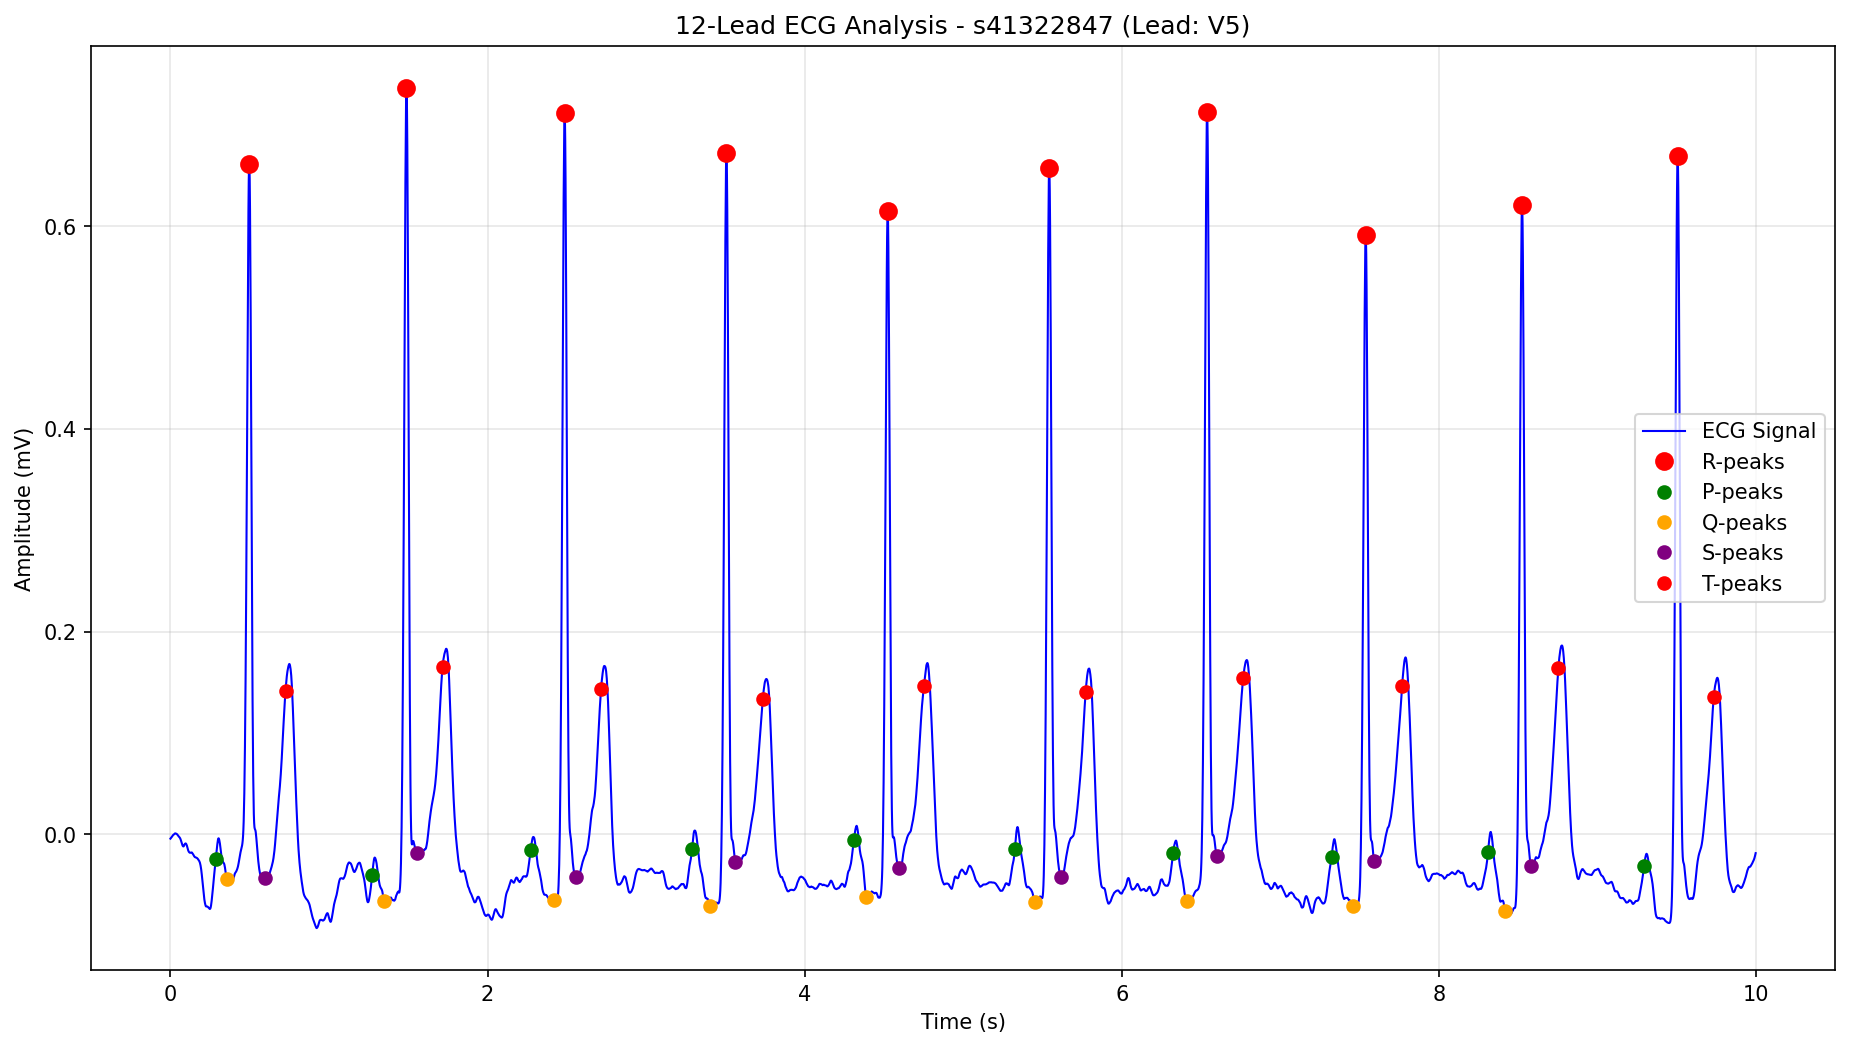 12-Lead ECG Analysis - s41322847 (Lead: V5)
Amplitude (mV)
0.6
0.4
0.2
0.0
ECG Signal
R-peaks
P-peaks
Q-peaks
S-peaks
T-peaks
0 2 4 6 8 10
Time (s)